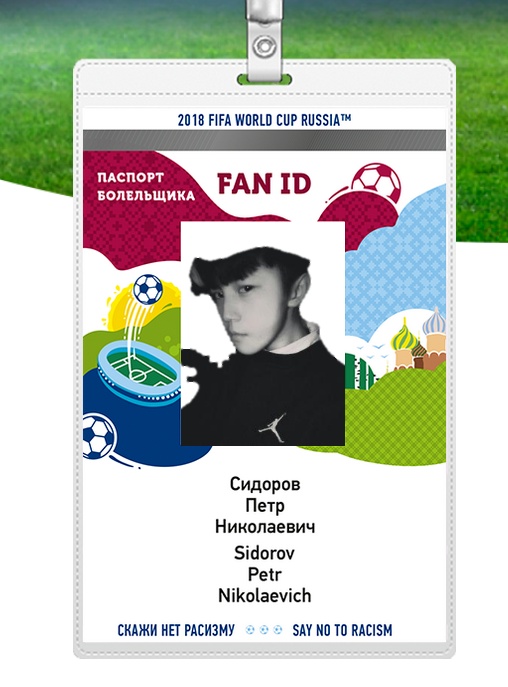 2018 FIFA WORLD CUP RUSSIA™
ПАСПОРТ
БОЛЕЛЬЩИКА
FAN ID
Сидоров
Петр
Николаевич
Sidorov
Petr
Nikolaevich
СКАЖИ НЕТ РАСИЗМУ SAY NO TO RACISM